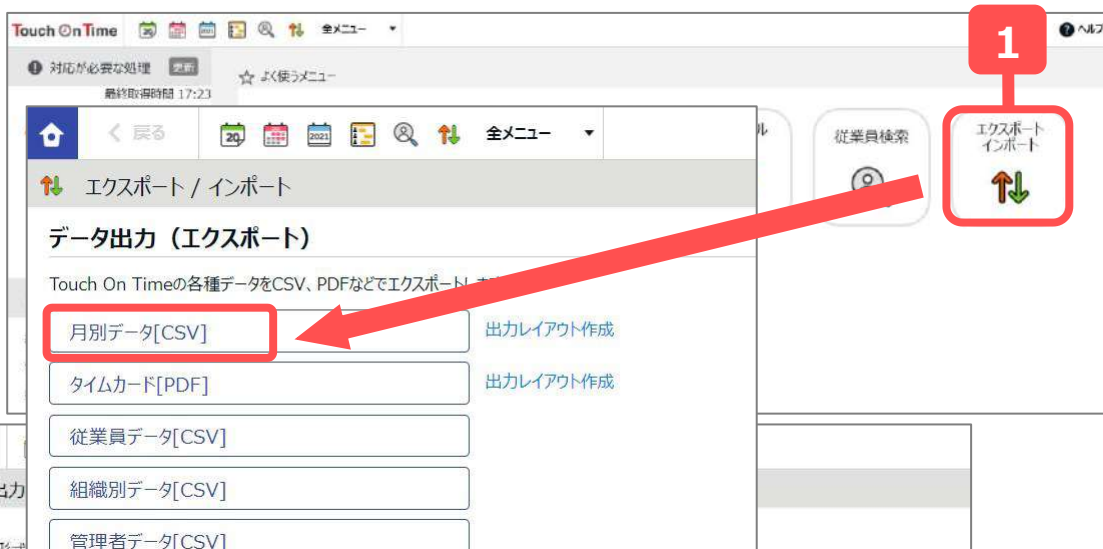 Touch On Time 全メニュー
1
ヘルプ
対応が必要な処理 更新
よく使うメニュー
最終取得時間 17:23
従業員検索
エクスポート
インポート
戻る 20 2021 全メニュー
エクスポート / インポート
データ出力（エクスポート）
Touch On Timeの各種データをCSV、PDFなどでエクスポートし
月別データ[CSV] 出力レイアウト作成
タイムカード[PDF] 出力レイアウト作成
従業員データ[CSV]
組織別データ[CSV]
出力
管理者データ[CSV]